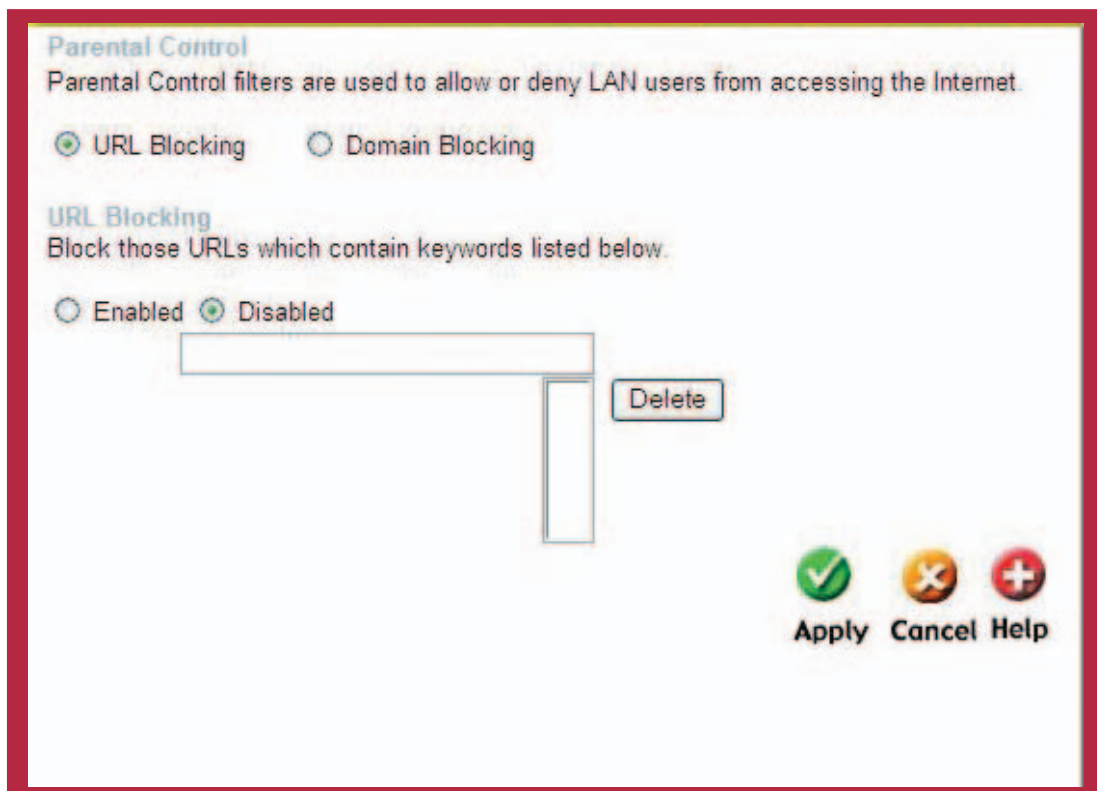 Parental Control
Parental Control filters are used to allow or deny LAN users from accessing the Internet.
URL Blocking Domain Blocking
URL Blocking
Block those URLs which contain keywords listed below.
Enabled Disabled
Delete
Apply Cancel Help